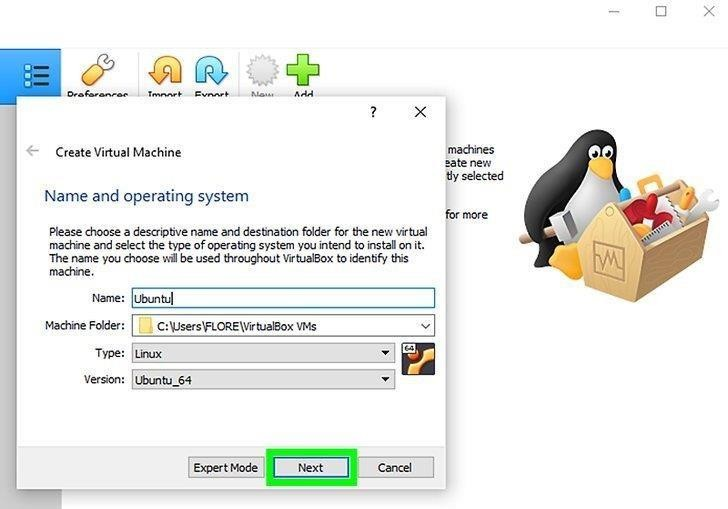 Preferences
Import
Export
New
Add
machines
eate new
tly selected
for more
?
Create Virtual Machine
Name and operating system
Please choose a descriptive name and destination folder for the new virtual
machine and select the type of operating system you intend to install on it.
The name you choose will be used throughout VirtualBox to identify this
machine.
Name: Ubuntu
Machine Folder: C:\Users\FLORE\VirtualBox VMs
Type: Linux
64
Version: Ubuntu_64
Expert Mode Next Cancel